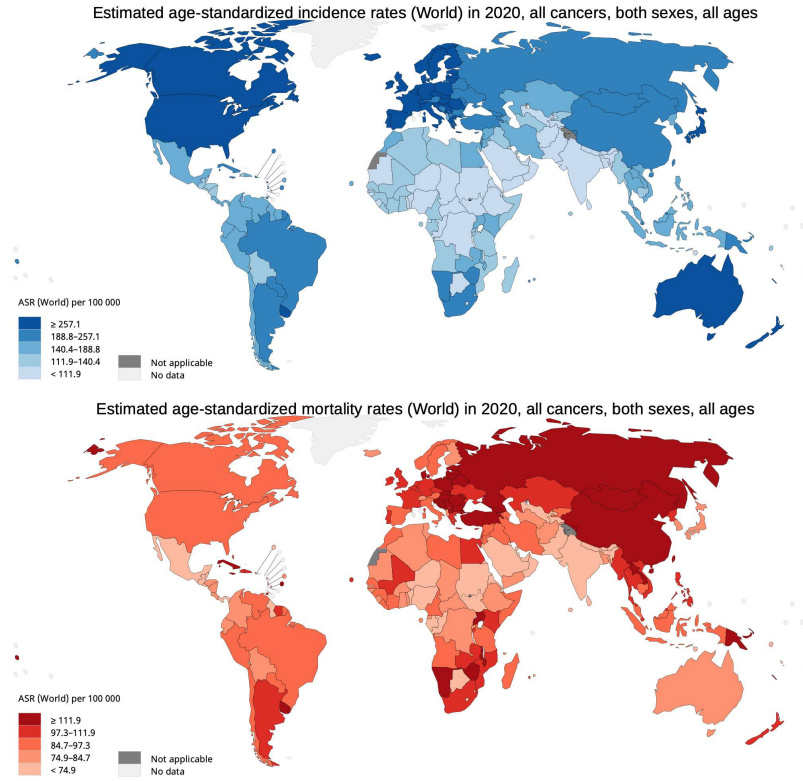 Estimated age-standardized incidence rates (World) in 2020, all cancers, both sexes, all ages
ASR (World) per 100 000
≥ 257.1
188.8–257.1
140.4–188.8
111.9–140.4
< 111.9
Not applicable
No data
Estimated age-standardized mortality rates (World) in 2020, all cancers, both sexes, all ages
ASR (World) per 100 000
≥ 111.9
97.3–111.9
84.7–97.3
74.9–84.7
< 74.9
Not applicable
No data